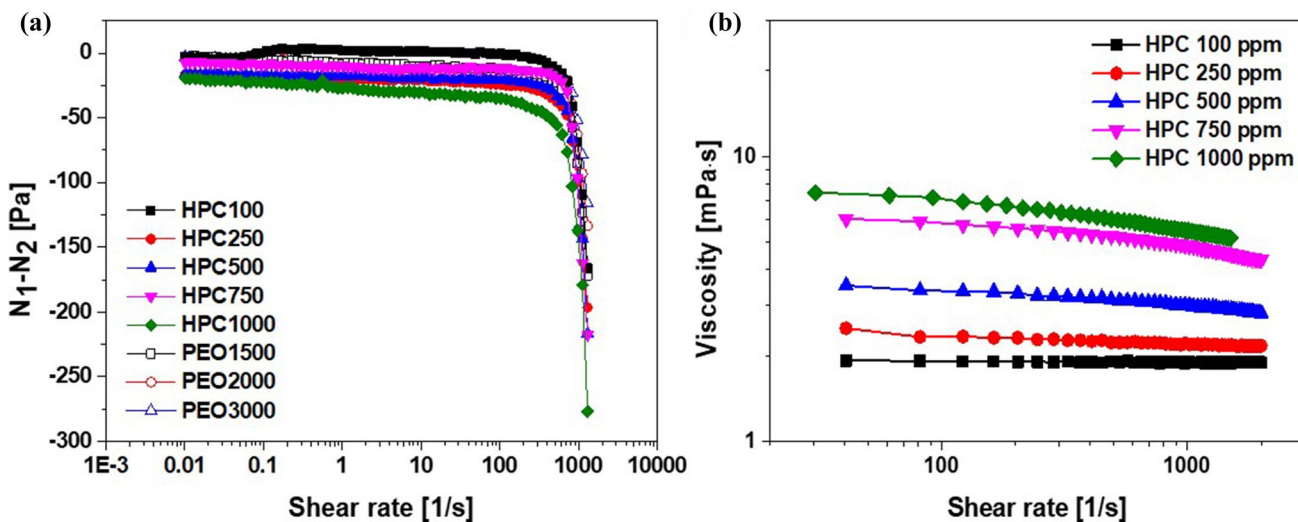 (a)
N₁-N₂ [Pa]
0
-50
-100
-150
-200
-250
-300
HPC100
HPC250
HPC500
HPC750
HPC1000
PEO1500
PEO2000
PEO3000
1E-3 0.01 0.1 1 10 100 1000 10000
Shear rate [1/s]
(b)
Viscosity [mPa·s]
10
1
HPC 100 ppm
HPC 250 ppm
HPC 500 ppm
HPC 750 ppm
HPC 1000 ppm
100 1000
Shear rate [1/s]